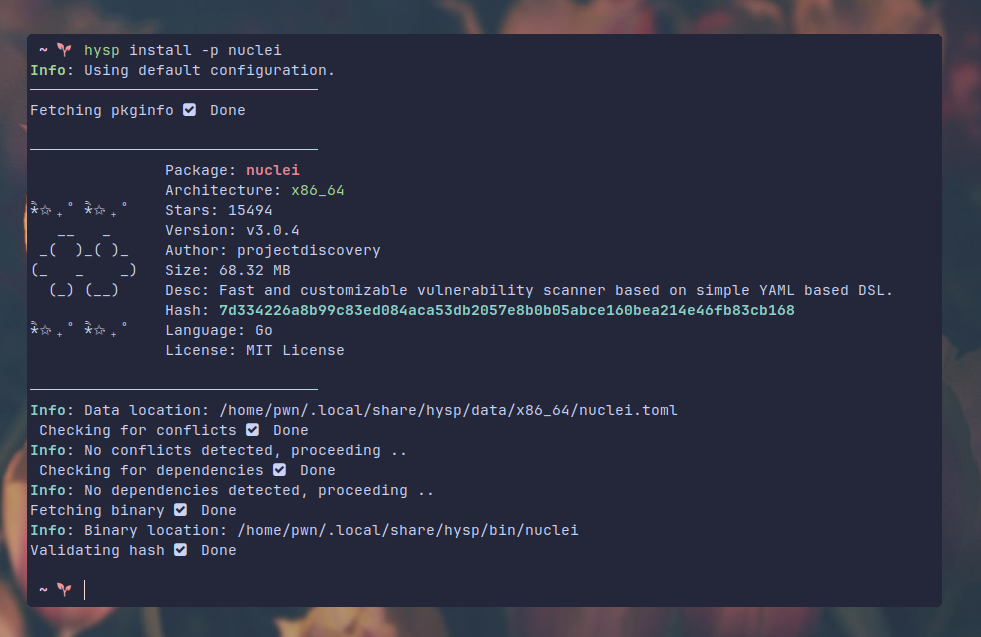 ~ hysp install -p nuclei
Info: Using default configuration.
Fetching pkginfo ☑ Done
Package: nuclei
Architecture: x86_64
Stars: 15494
Version: v3.0.4
Author: projectdiscovery
Size: 68.32 MB
Desc: Fast and customizable vulnerability scanner based on simple YAML based DSL.
Hash: 7d334226a8b99c83ed084aca53db2057e8b0b05abce160bea214e46fb83cb168
Language: Go
License: MIT License
Info: Data location: /home/pwn/.local/share/hysp/data/x86_64/nuclei.toml
Checking for conflicts ☑ Done
Info: No conflicts detected, proceeding ..
Checking for dependencies ☑ Done
Info: No dependencies detected, proceeding ..
Fetching binary ☑ Done
Info: Binary location: /home/pwn/.local/share/hysp/bin/nuclei
Validating hash ☑ Done
~